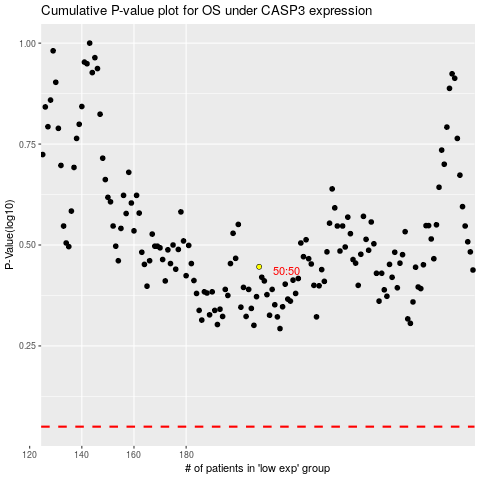 Cumulative P-value plot for OS under CASP3 expression
P-Value(log10)
1.00
0.75
0.50
0.25
50:50
120 140 160 180
# of patients in 'low exp' group